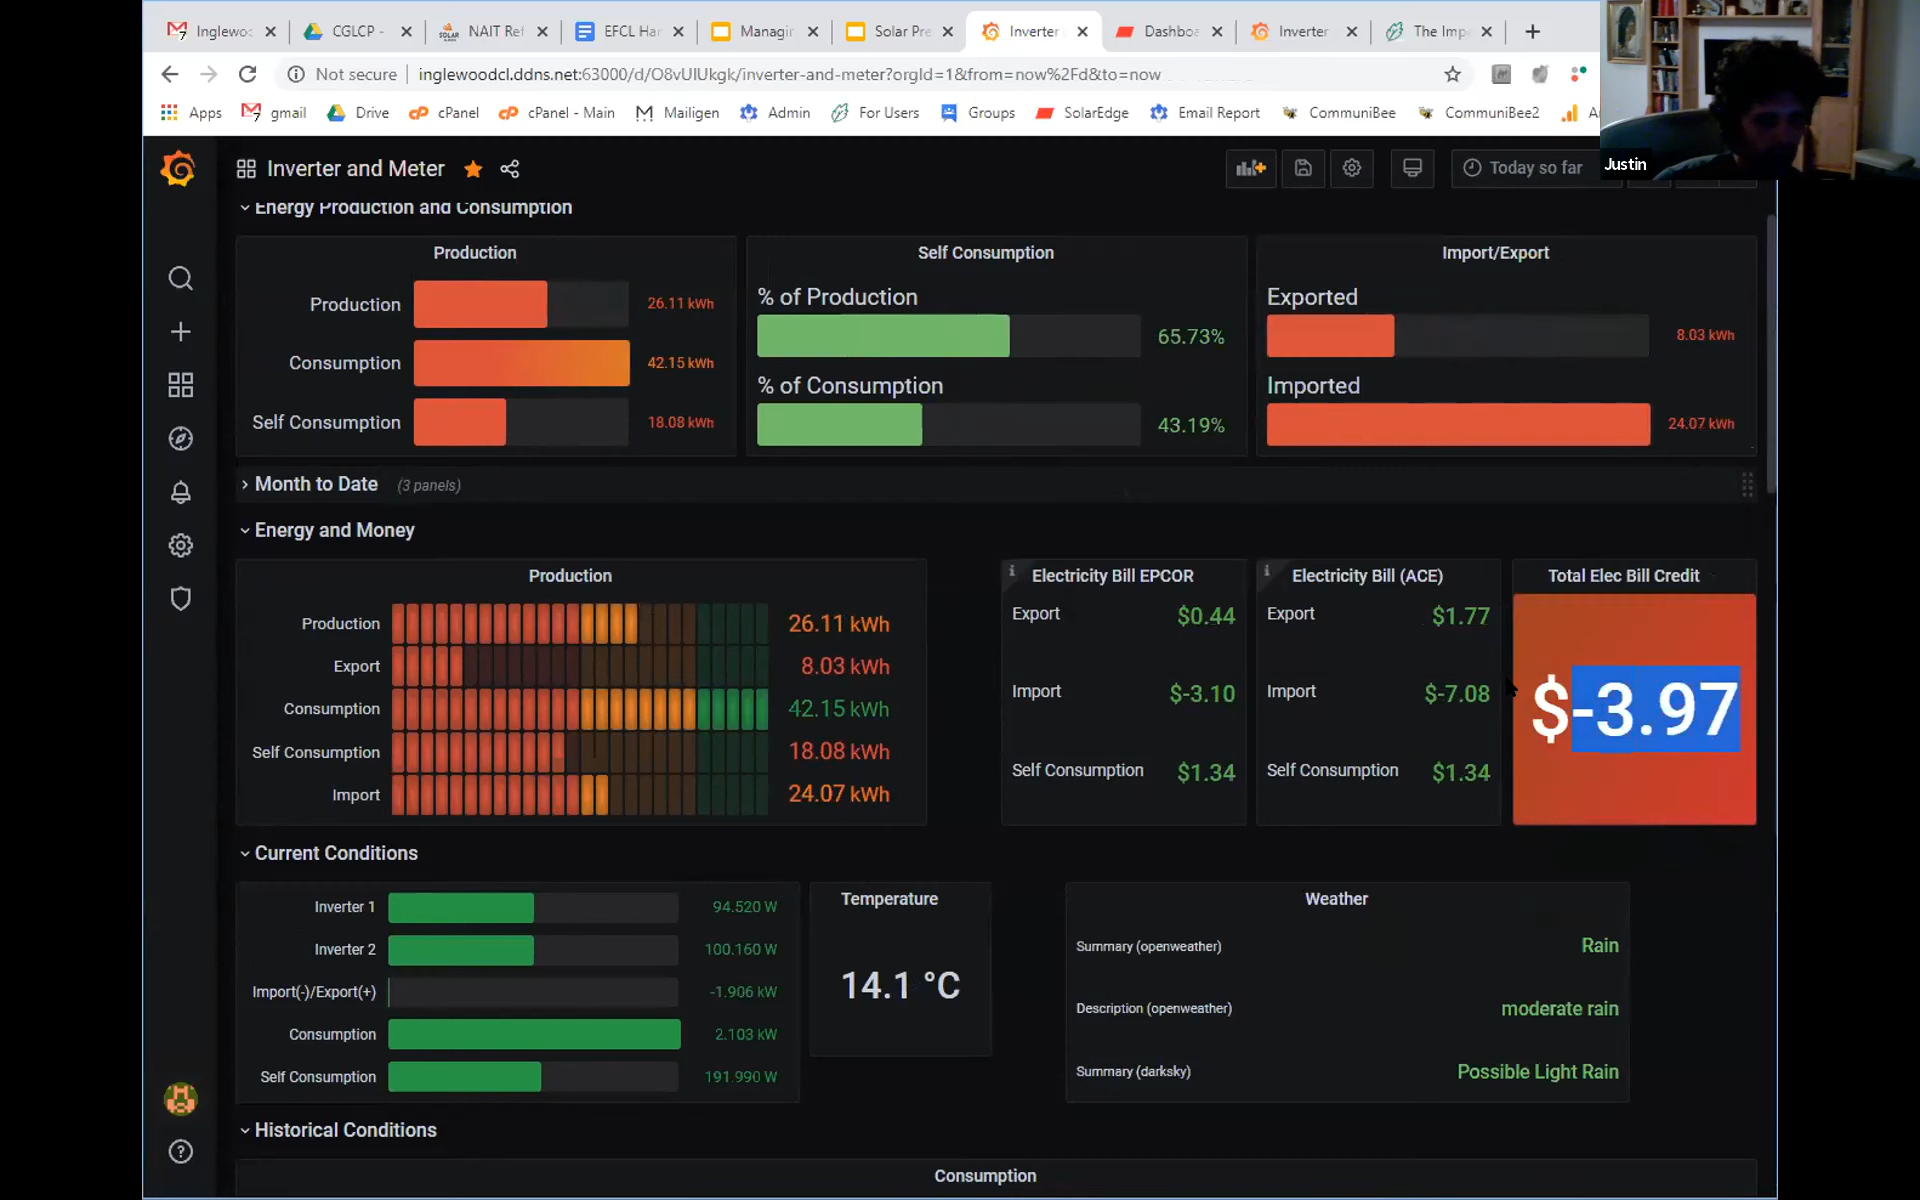 Inglewoo
CGLCP -
NAIT Ref
EFCL Har
Managin
Solar Pre
Inverter
Dashboa
Inverter
The Imp
Not secure
inglewoodcl.ddns.net:63000/d/O8vUIUkgk/inverter-and-meter?orgId=1&from=now%2Fd&to=now
Apps
gmail
Drive
cPanel
cPanel - Main
Mailigen
Admin
For Users
Groups
SolarEdge
Email Report
CommuniBee
CommuniBee2
Justin
Inverter and Meter
Today so far
Energy Production and Consumption
Production
Production 26.11 kWh
Consumption 42.15 kWh
Self Consumption 18.08 kWh
Self Consumption
% of Production
65.73%
% of Consumption
43.19%
Import/Export
Exported
8.03 kWh
Imported
24.07 kWh
Month to Date (3 panels)
Energy and Money
Production
Production 26.11 kWh
Export 8.03 kWh
Consumption 42.15 kWh
Self Consumption 18.08 kWh
Import 24.07 kWh
Electricity Bill EPCOR
Export $0.44
Import $-3.10
Self Consumption $1.34
Electricity Bill (ACE)
Export $1.77
Import $-7.08
Self Consumption $1.34
Total Elec Bill Credit
$-3.97
Current Conditions
Inverter 1 94.520 W
Inverter 2 100.160 W
Import(-)/Export(+) -1.906 kW
Consumption 2.103 kW
Self Consumption 191.990 W
Temperature
14.1 °C
Weather
Summary (openweather) Rain
Description (openweather) moderate rain
Summary (darksky) Possible Light Rain
Historical Conditions
Consumption